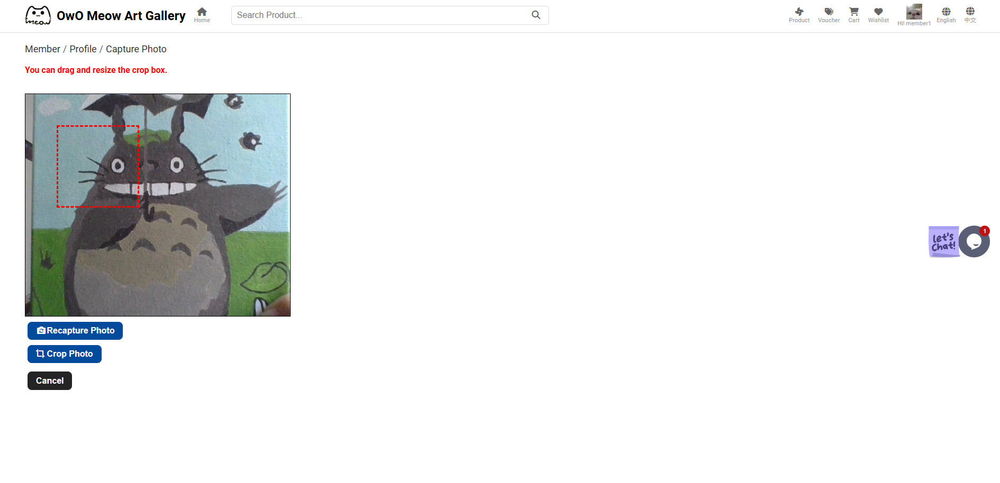 meow
OwO Meow Art Gallery
Home
Search Product...
Product
Voucher
Cart
Wishlist
Hi! member1
English
中文
Member / Profile / Capture Photo
You can drag and resize the crop box.
let's
Chat!
1
Recapture Photo
Crop Photo
Cancel